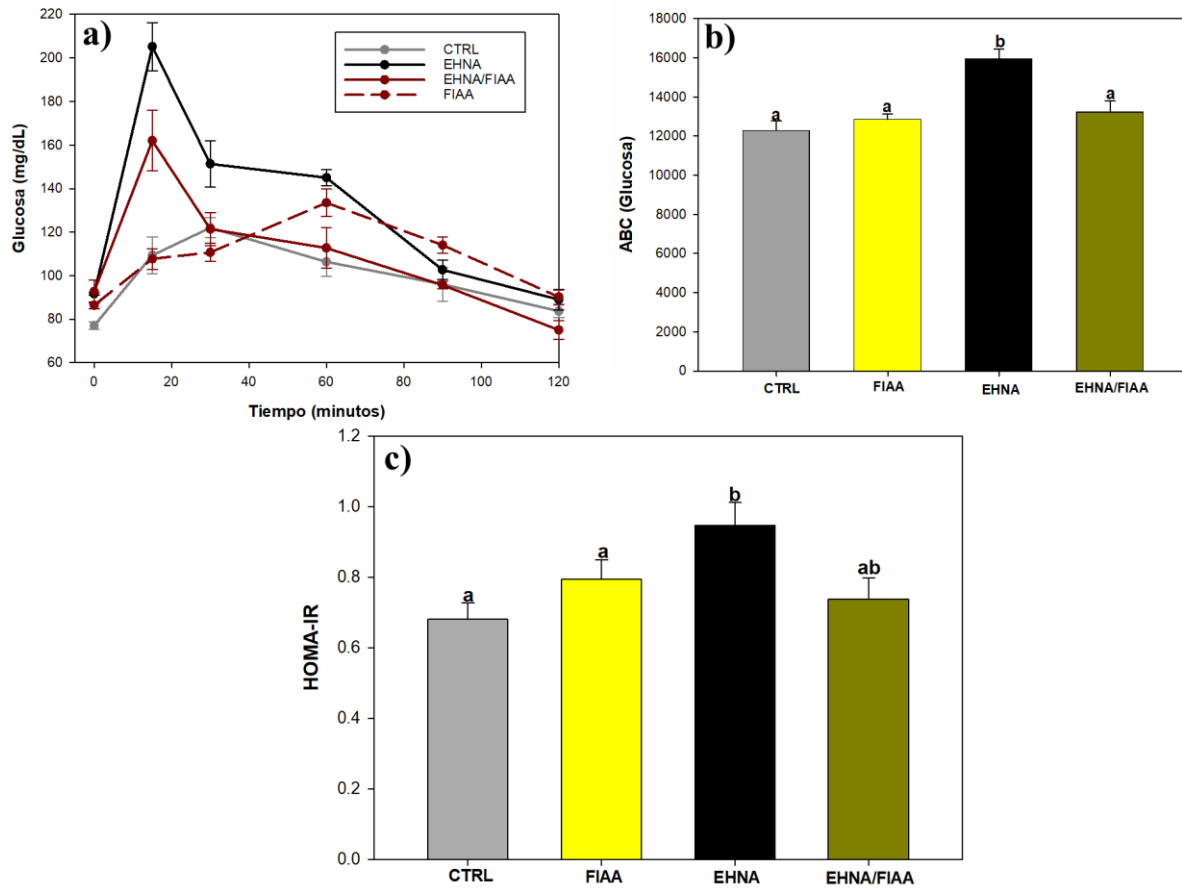 a)
220
200
180
160
140
120
100
80
60
Glucosa (mg/dL)
CTRL
EHNA
EHNA/FIAA
FIAA
0 20 40 60 80 100 120
Tiempo (minutos)
b)
18000
16000
14000
12000
10000
8000
6000
4000
2000
0
ABC (Glucosa)
a a b a
CTRL FIAA EHNA EHNA/FIAA
c)
1.2
1.0
0.8
0.6
0.4
0.2
0.0
HOMA-IR
a a b ab
CTRL FIAA EHNA EHNA/FIAA